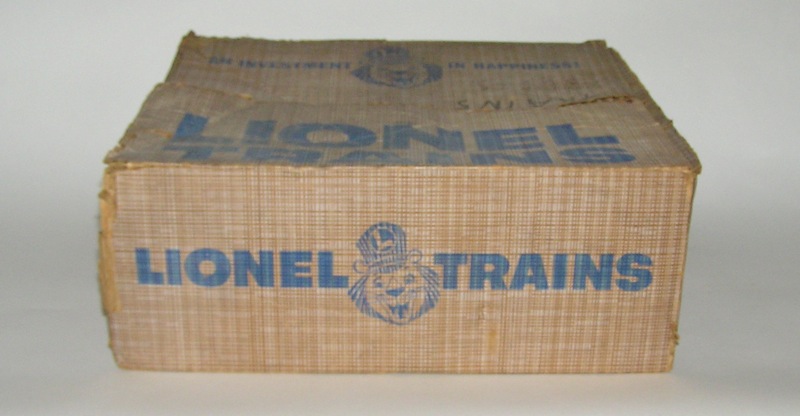 AN INVESTMENT IN HAPPINESS!
LIONEL
TRAINS
LIONEL L TRAINS